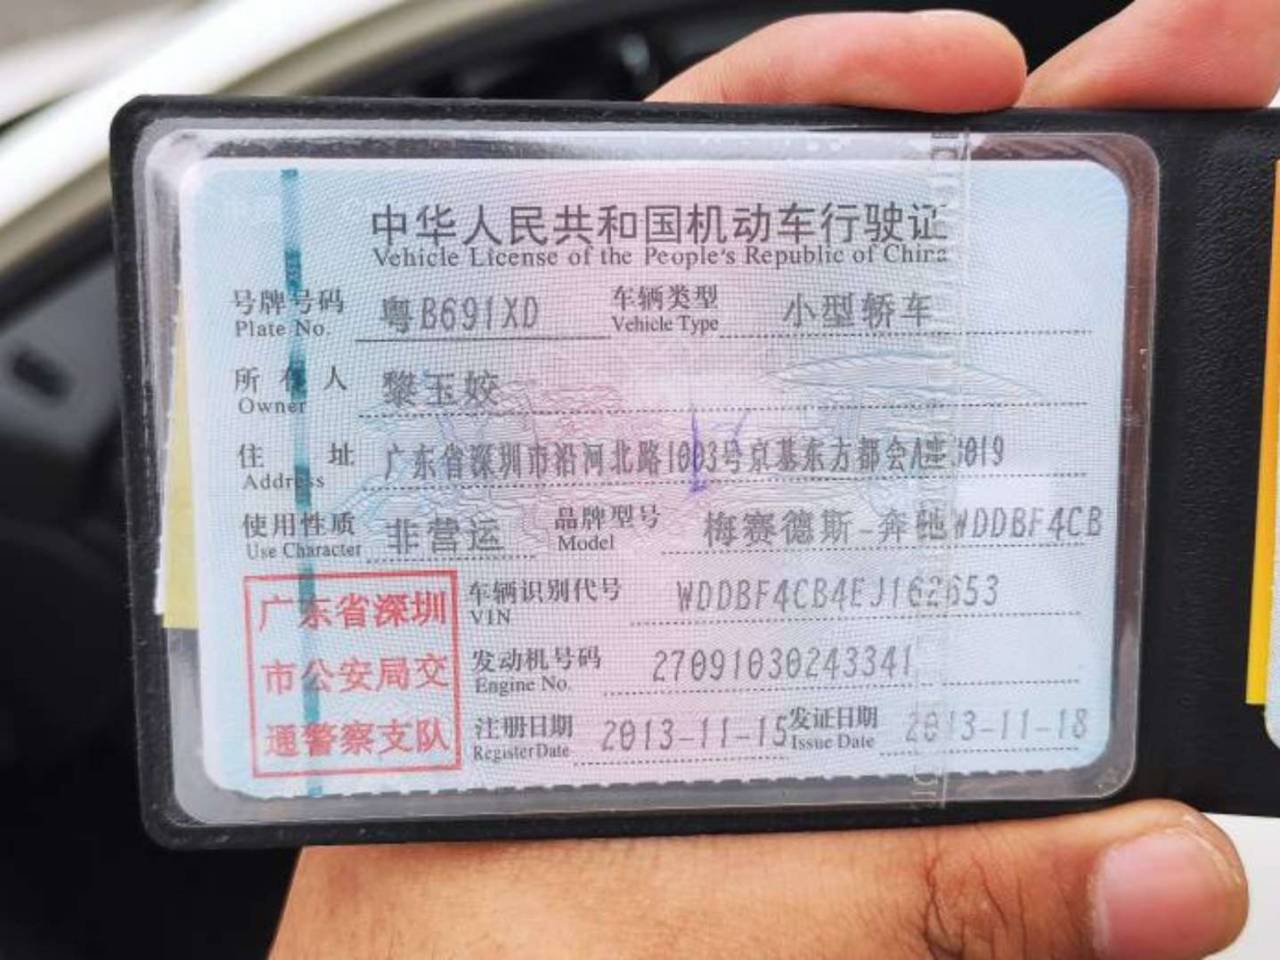 中华人民共和国机动车行驶证
Vehicle License of the People's Republic of China
号牌号码 粤B691XD 车辆类型 小型轿车
Plate No. Vehicle Type
所有人 黎玉姣
Owner
住址 广东省深圳市沿河北路1003号京基东方都会A座3019
Address
使用性质 非营运 品牌型号 梅赛德斯-奔驰WDDBF4CB
Use Character Model
广东省深圳 车辆识别代号 WDDBF4CB4EJ162653
VIN
市公安局交 发动机号码 27091030243341
Engine No.
通警察支队 注册日期 2013-11-15 发证日期 2013-11-18
Register Date Issue Date